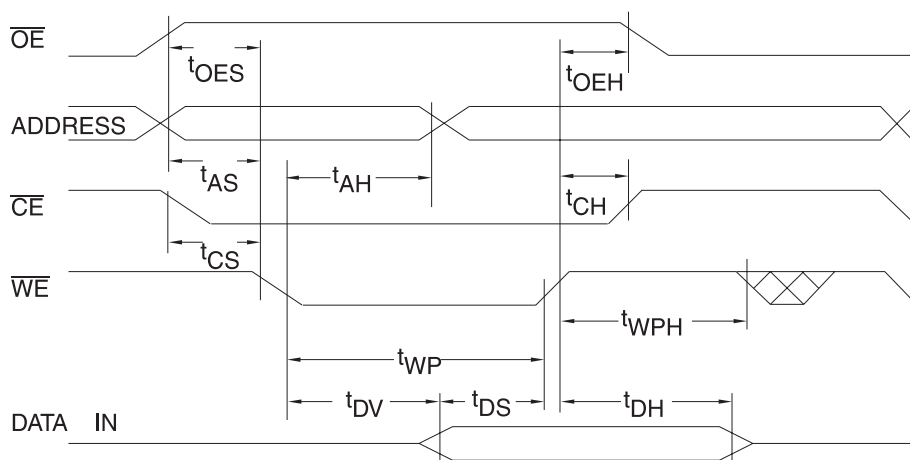 OE
tOES
tOEH
ADDRESS
tAS
tAH
tCH
CE
tCS
WE
tWPH
tWP
tDV
tDS
tDH
DATA IN